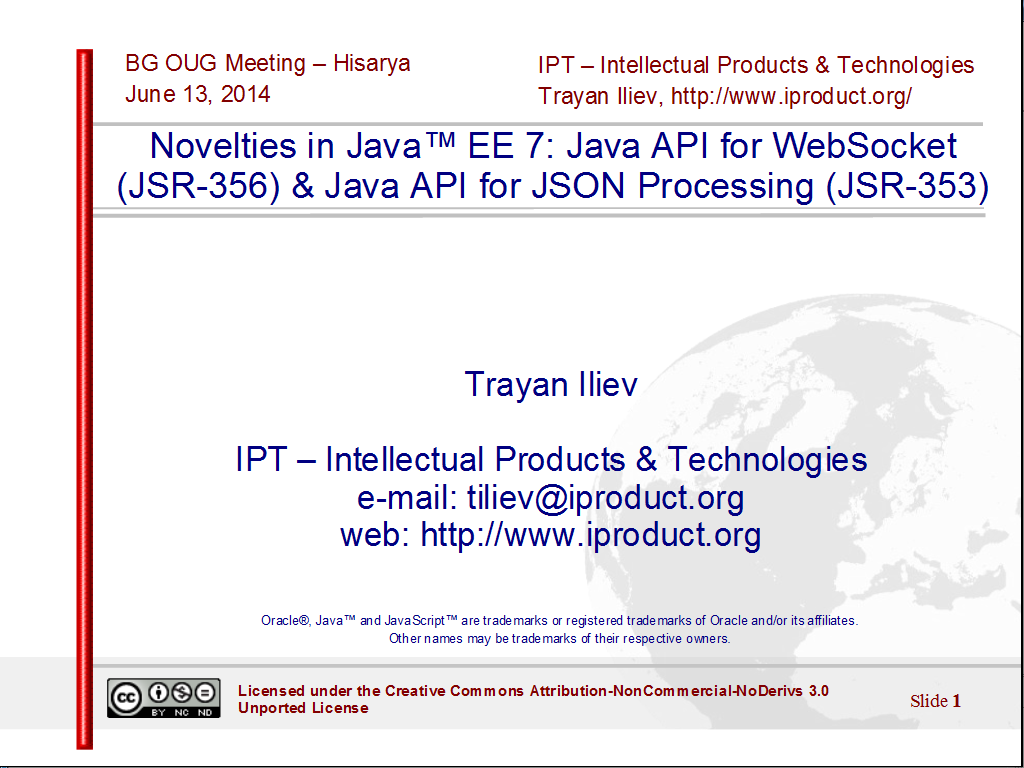 BG OUG Meeting – Hisarya
June 13, 2014
IPT – Intellectual Products & Technologies
Trayan Iliev, http://www.iproduct.org/
Novelties in Java™ EE 7: Java API for WebSocket
(JSR-356) & Java API for JSON Processing (JSR-353)
Trayan Iliev
IPT – Intellectual Products & Technologies
e-mail: tiliev@iproduct.org
web: http://www.iproduct.org
Oracle®, Java™ and JavaScript™ are trademarks or registered trademarks of Oracle and/or its affiliates.
Other names may be trademarks of their respective owners.
cc
BY NC ND
Licensed under the Creative Commons Attribution-NonCommercial-NoDerivs 3.0
Unported License
Slide 1